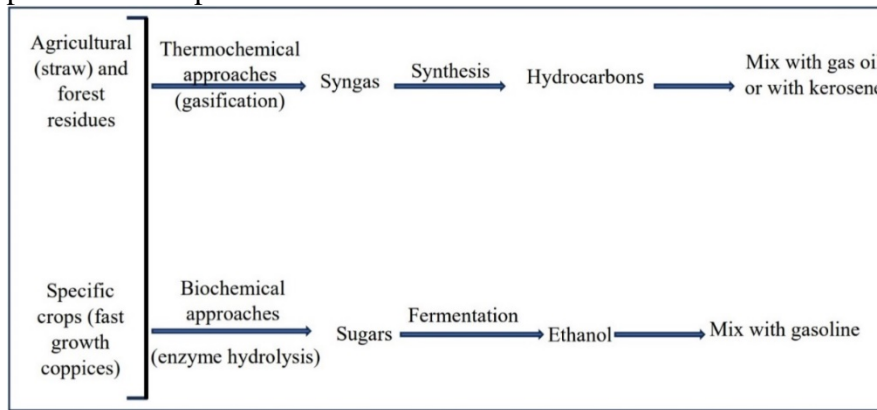 Agricultural
(straw) and
forest
residues
Thermochemical
approaches
(gasification)
Syngas
Synthesis
Hydrocarbons
Mix with gas oi
or with kerosene
Specific
crops (fast
growth
coppices)
Biochemical
approaches
(enzyme hydrolysis)
Sugars
Fermentation
Ethanol
Mix with gasoline